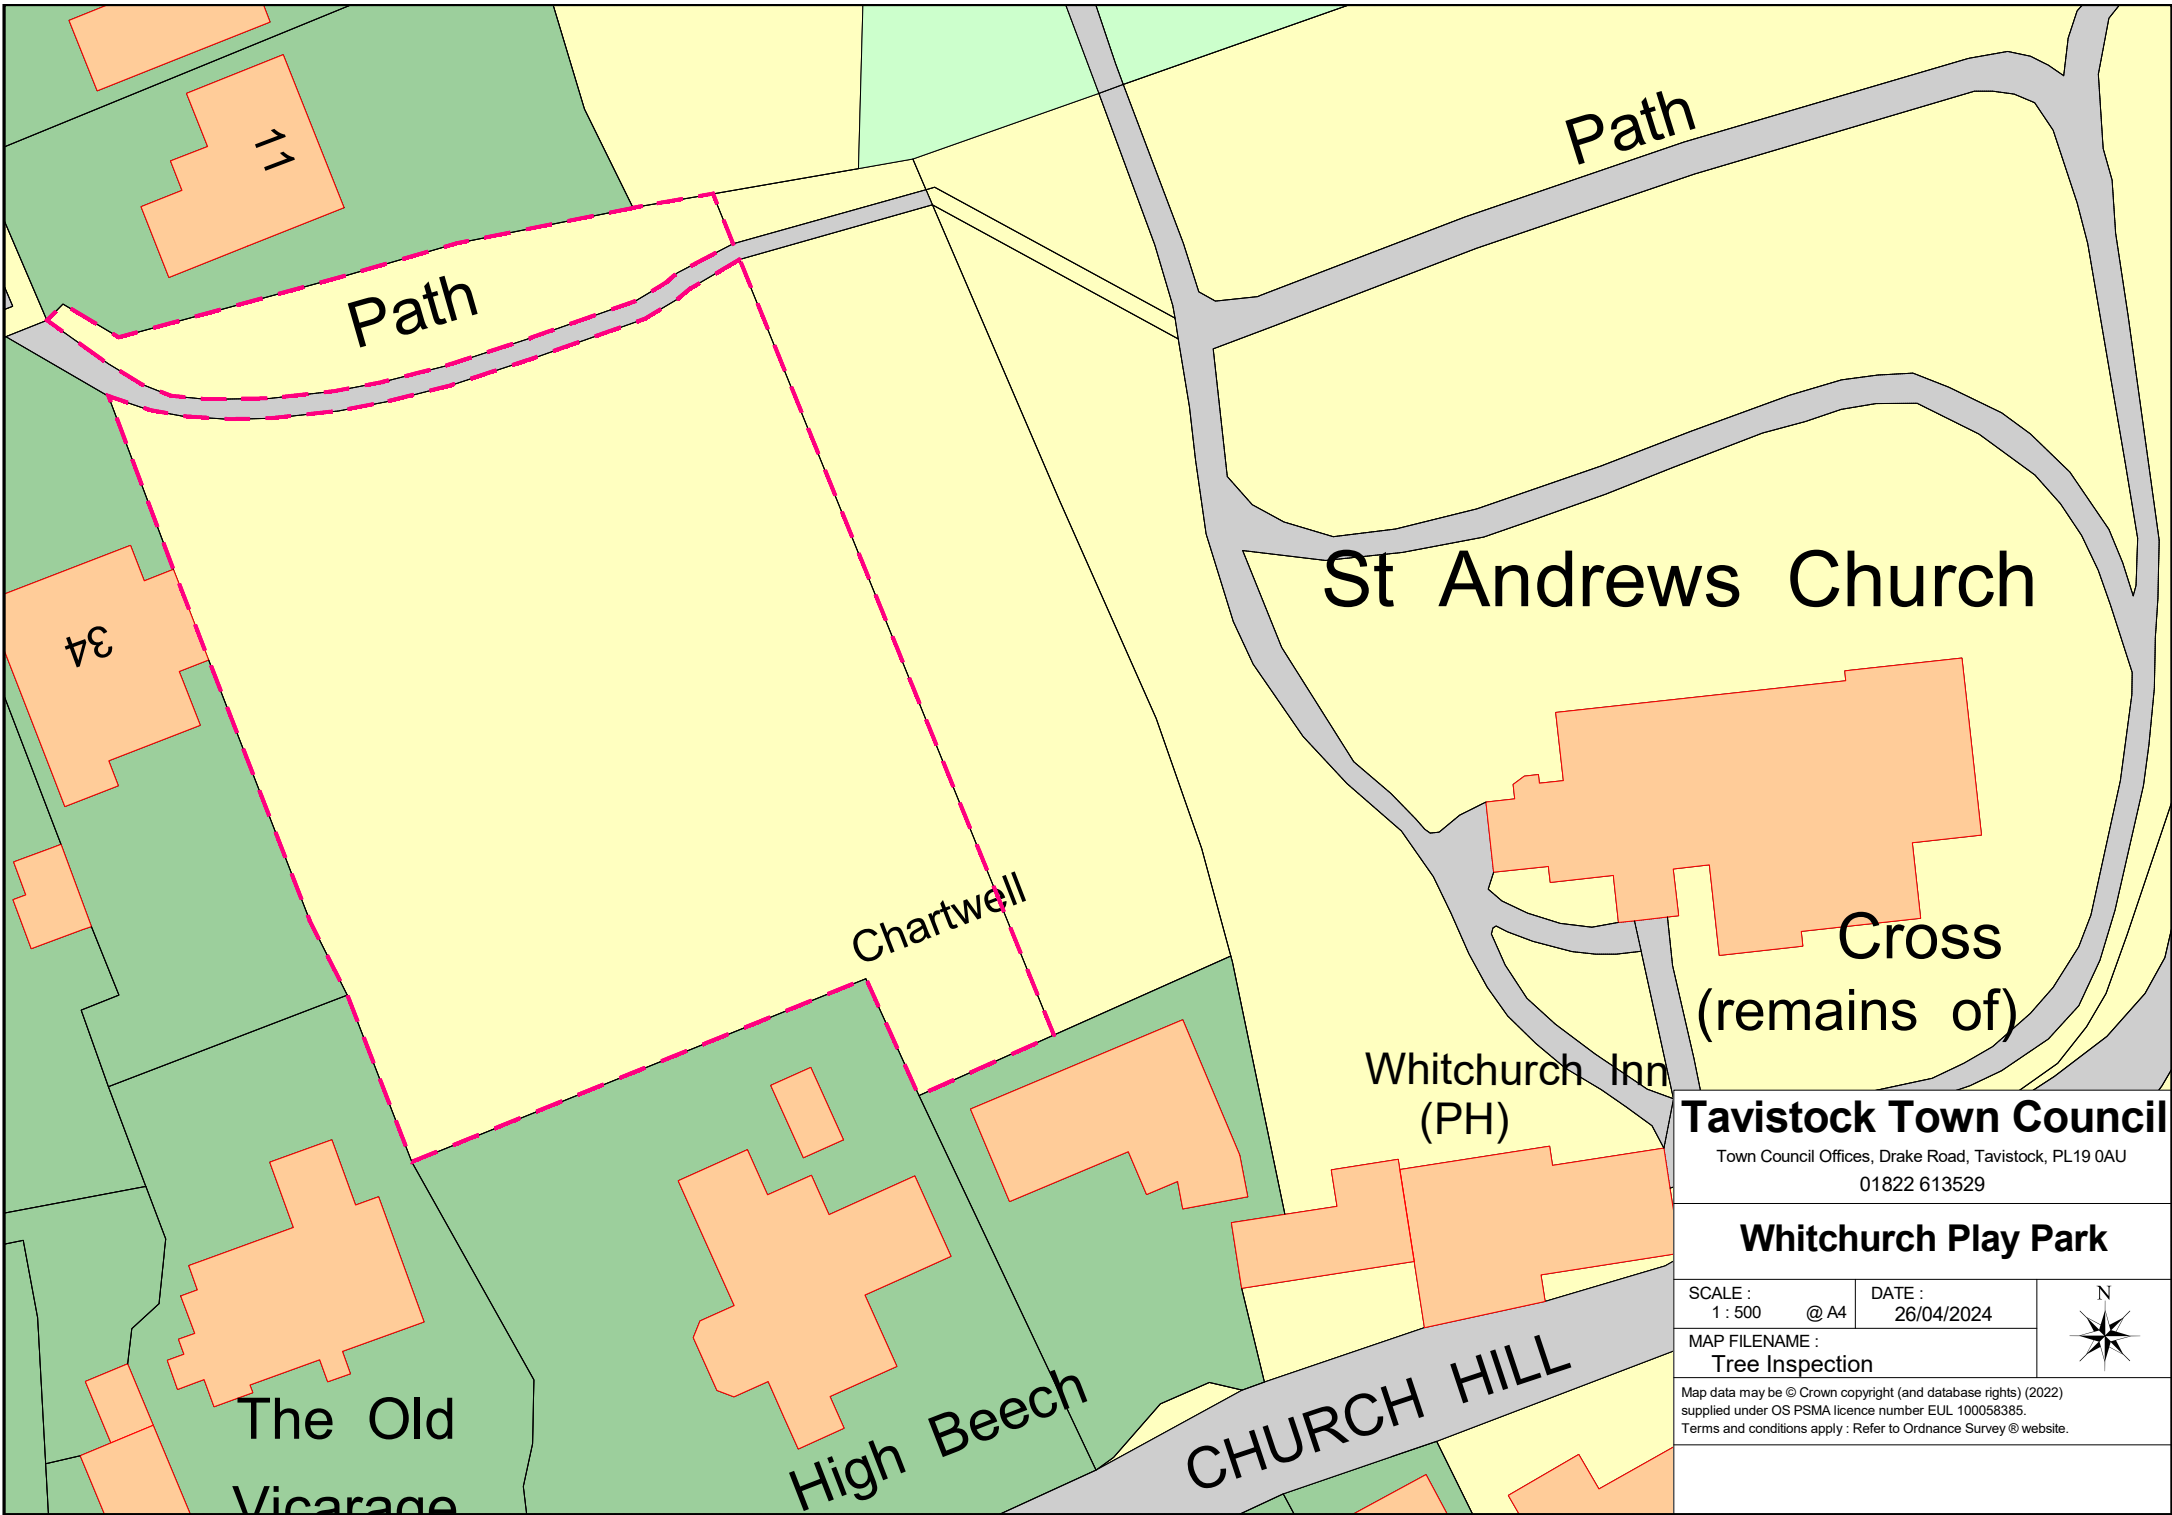 11
Path
Path
34
St Andrews Church
Chartwell
Cross
(remains of)
Whitchurch Inn
(PH)
The Old
Vicarage
High Beech
CHURCH HILL
Tavistock Town Council
Town Council Offices, Drake Road, Tavistock, PL19 0AU
01822 613529
Whitchurch Play Park
SCALE :
1 : 500 @ A4
DATE :
26/04/2024
N
MAP FILENAME :
Tree Inspection
Map data may be © Crown copyright (and database rights) (2022)
supplied under OS PSMA licence number EUL 100058385.
Terms and conditions apply : Refer to Ordnance Survey ® website.